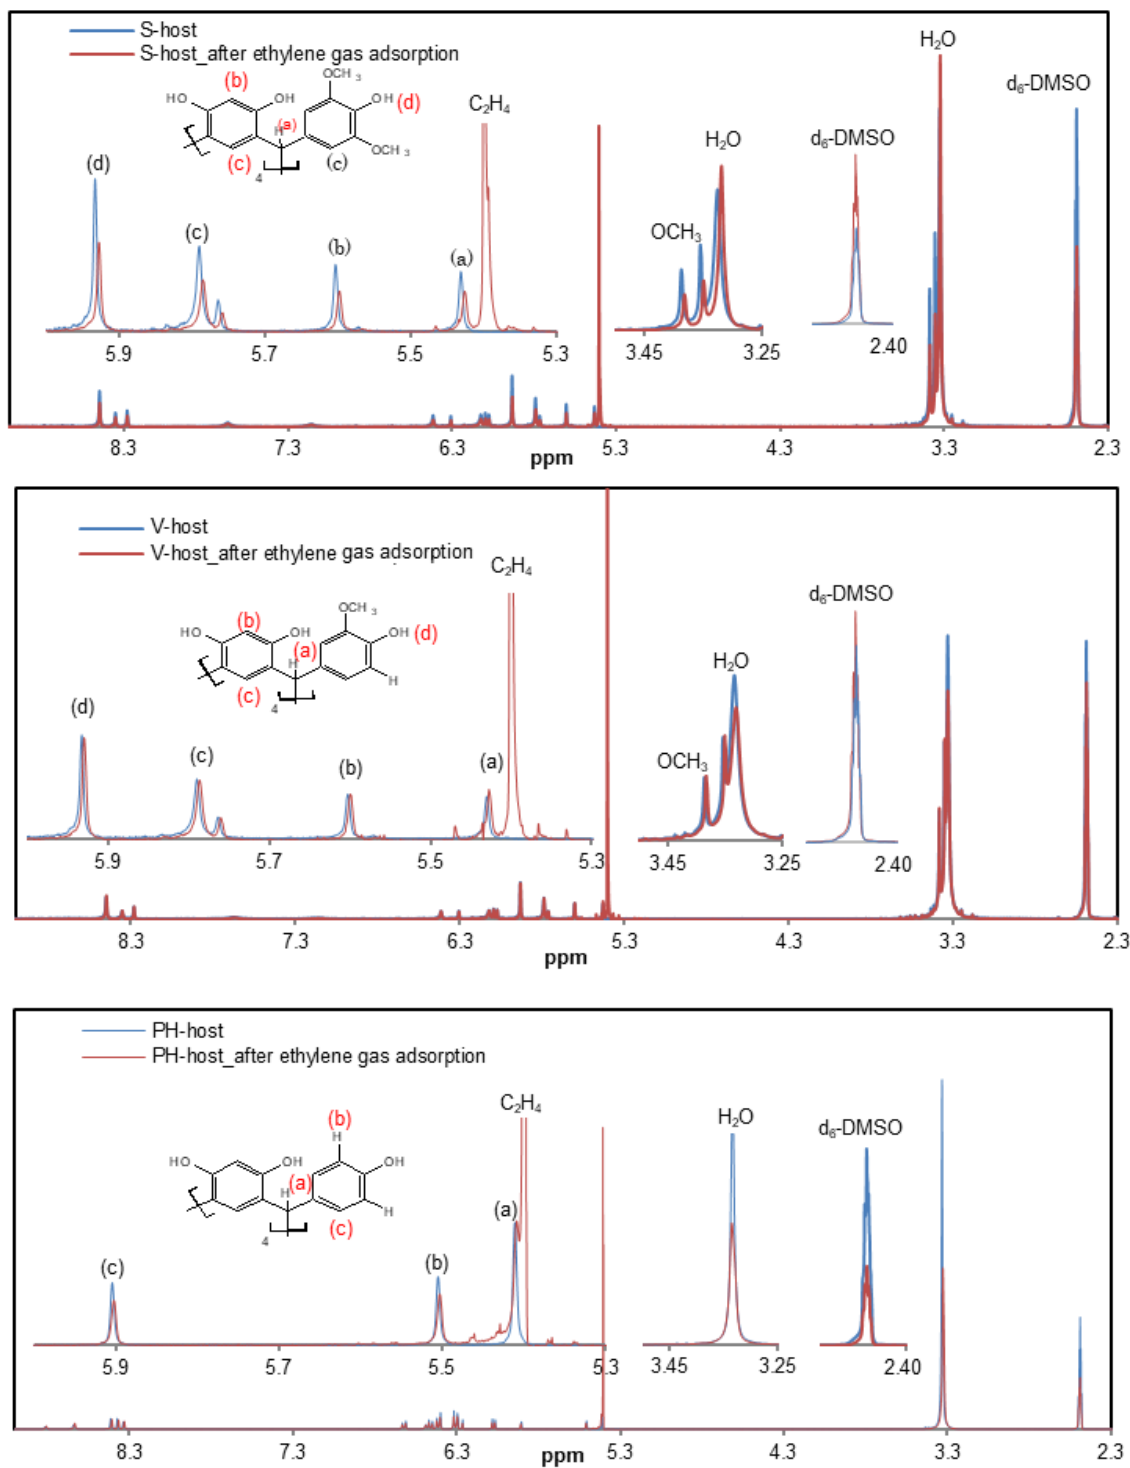 S-host
S-host_after ethylene gas adsorption
H₂O
d₆-DMSO
(b)
OCH₃
HO
OH
OH
(d)
C₂H₄
(a)
H
H₂O
d₆-DMSO
OCH₃
(c)
(c)
4
(d)
(c)
(b)
(a)
OCH₃
5.9
5.7
5.5
5.3
3.45
3.25
2.40
8.3
7.3
6.3
5.3
4.3
3.3
2.3
ppm
V-host
V-host_after ethylene gas adsorption
C₂H₄
d₆-DMSO
OCH₃
HO
(b)
OH
OH
(d)
(a)
H
H
(c)
4
H₂O
(d)
(c)
(b)
(a)
OCH₃
5.9
5.7
5.5
5.3
3.45
3.25
2.40
8.3
7.3
6.3
5.3
4.3
3.3
2.3
ppm
PH-host
PH-host_after ethylene gas adsorption
C₂H₄
H₂O
d₆-DMSO
(b)
H
HO
OH
OH
(a)
H
H
(c)
4
(a)
(c)
(b)
5.9
5.7
5.5
5.3
3.45
3.25
2.40
8.3
7.3
6.3
5.3
4.3
3.3
2.3
ppm